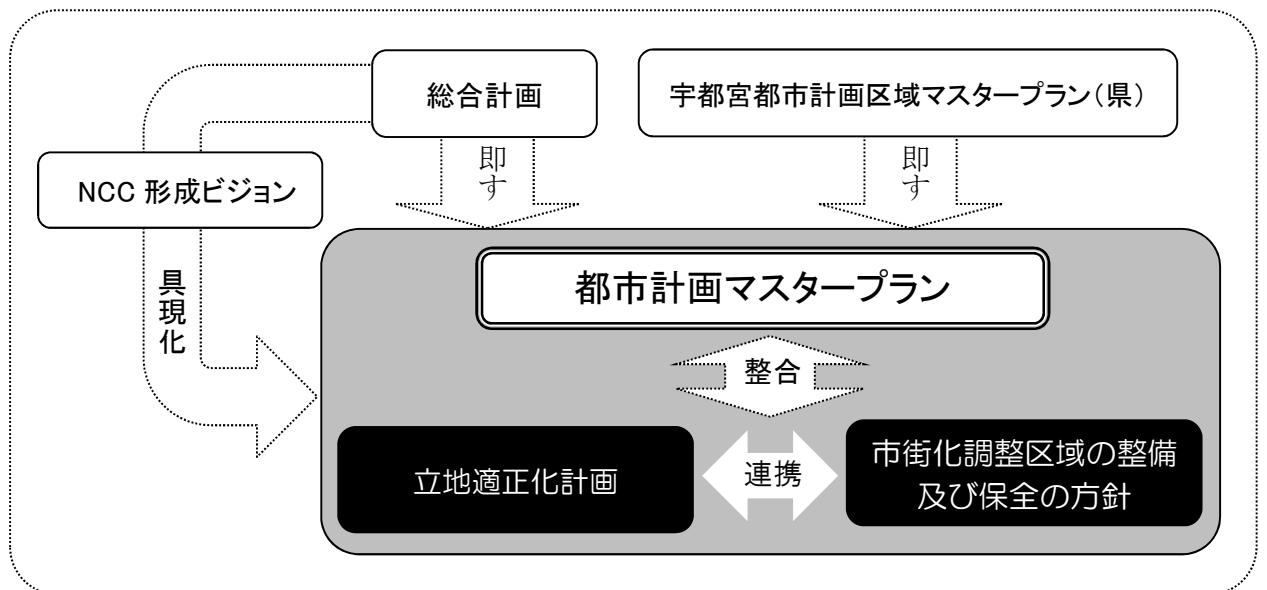 総合計画
宇都宮都市計画区域マスタープラン(県)
即す
即す
NCC 形成ビジョン
具現化
都市計画マスタープラン
整合
立地適正化計画
連携
市街化調整区域の整備
及び保全の方針